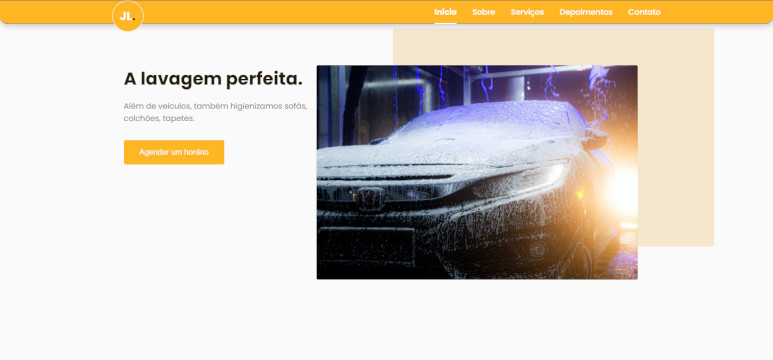 JL.
Início
Sobre
Serviços
Depoimentos
Contato
A lavagem perfeita.
Além de veículos, também higienizamos sofás,
colchões, tapetes.
Agendar um horário